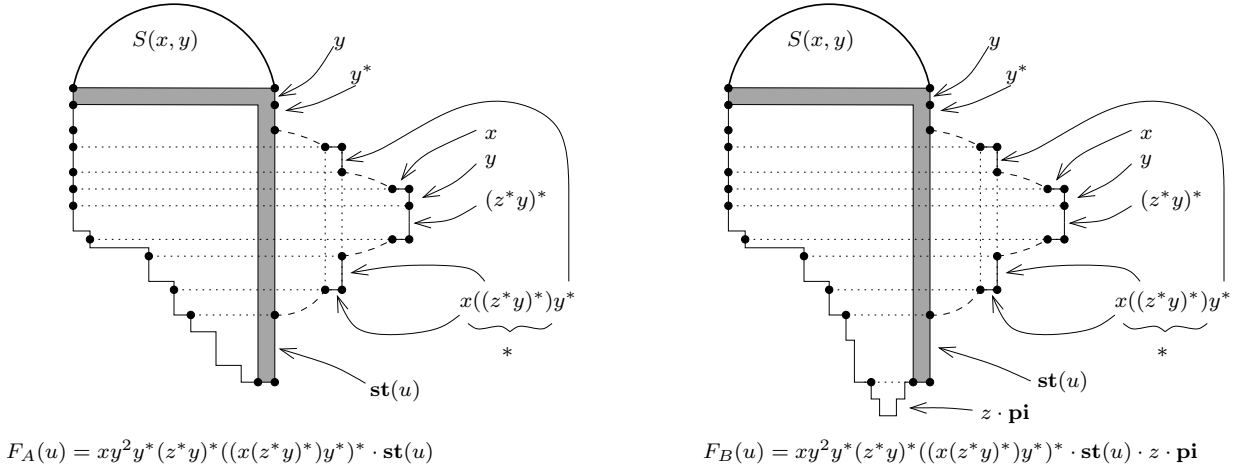 S(x, y)
y
y*
x
y
(z*y)*
x((z*y)*)y*
*
st(u)
F_A(u) = xy²y*(z*y)*((x(z*y)*)y*)* · st(u)
S(x, y)
y
y*
x
y
(z*y)*
x((z*y)*)y*
*
st(u)
z · pi
F_B(u) = xy²y*(z*y)*((x(z*y)*)y*)* · st(u) · z · pi